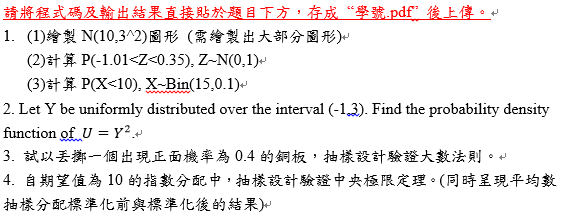 請將程式碼及輸出結果直接貼於題目下方，存成 “學號.pdf” 後上傳。
1. (1)繪製 N(10,3^2)圖形 (需繪製出大部分圖形)
(2)計算 P(-1.01<Z<0.35), Z~N(0,1)
(3)計算 P(X<10), X~Bin(15,0.1)
2. Let Y be uniformly distributed over the interval (-1,3). Find the probability density
function of U = Y².
3. 試以丟擲一個出現正面機率為 0.4 的銅板，抽樣設計驗證大數法則。
4. 自期望值為 10 的指數分配中，抽樣設計驗證中央極限定理。(同時呈現平均數
抽樣分配標準化前與標準化後的結果)